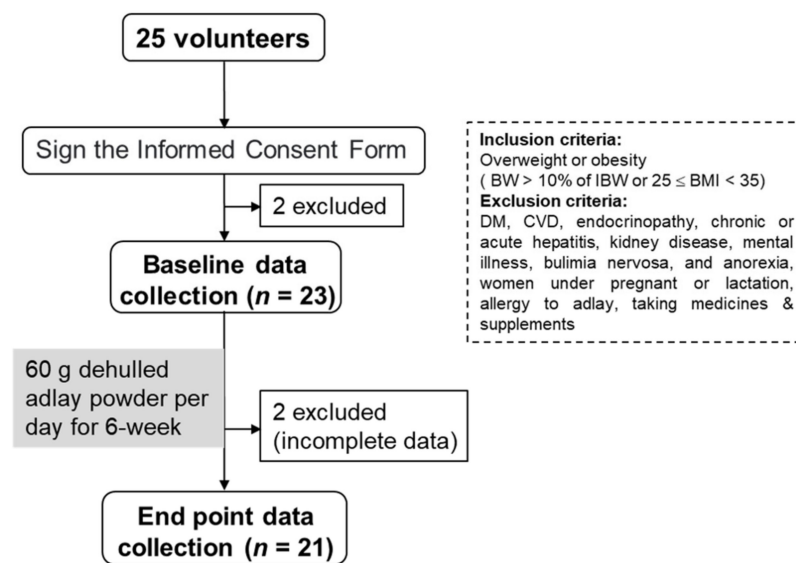 25 volunteers
Sign the Informed Consent Form
2 excluded
Baseline data
collection (n = 23)
60 g dehulled
adlay powder per
day for 6-week
2 excluded
(incomplete data)
End point data
collection (n = 21)
Inclusion criteria:
Overweight or obesity
( BW > 10% of IBW or 25 ≤ BMI < 35)
Exclusion criteria:
DM, CVD, endocrinopathy, chronic or
acute hepatitis, kidney disease, mental
illness, bulimia nervosa, and anorexia,
women under pregnant or lactation,
allergy to adlay, taking medicines &
supplements